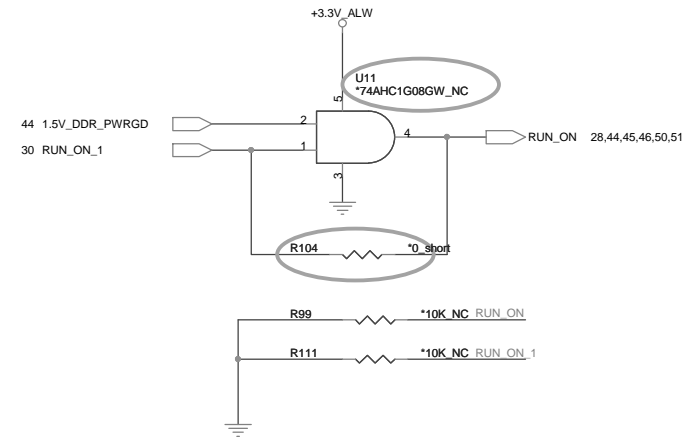 +3.3V_ALW
U11
*74AHC1G08GW_NC
5
44 1.5V_DDR_PWRGD
2
4
RUN_ON 28,44,45,46,50,51
30 RUN_ON_1
1
3
R104 *0_short
R99 *10K_NC RUN_ON
R111 *10K_NC RUN_ON_1